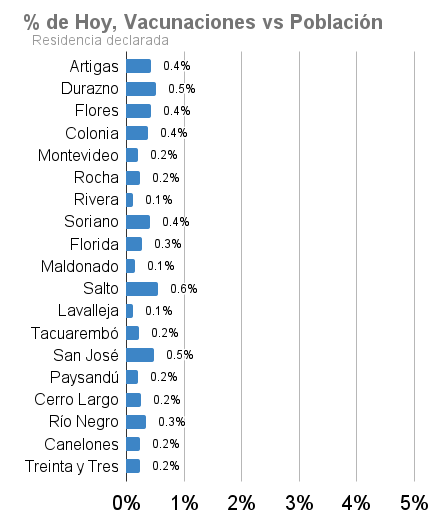 % de Hoy, Vacunaciones vs Población
Residencia declarada
Artigas 0.4%
Durazno 0.5%
Flores 0.4%
Colonia 0.4%
Montevideo 0.2%
Rocha 0.2%
Rivera 0.1%
Soriano 0.4%
Florida 0.3%
Maldonado 0.1%
Salto 0.6%
Lavalleja 0.1%
Tacuarembó 0.2%
San José 0.5%
Paysandú 0.2%
Cerro Largo 0.2%
Río Negro 0.3%
Canelones 0.2%
Treinta y Tres 0.2%
0% 1% 2% 3% 4% 5%